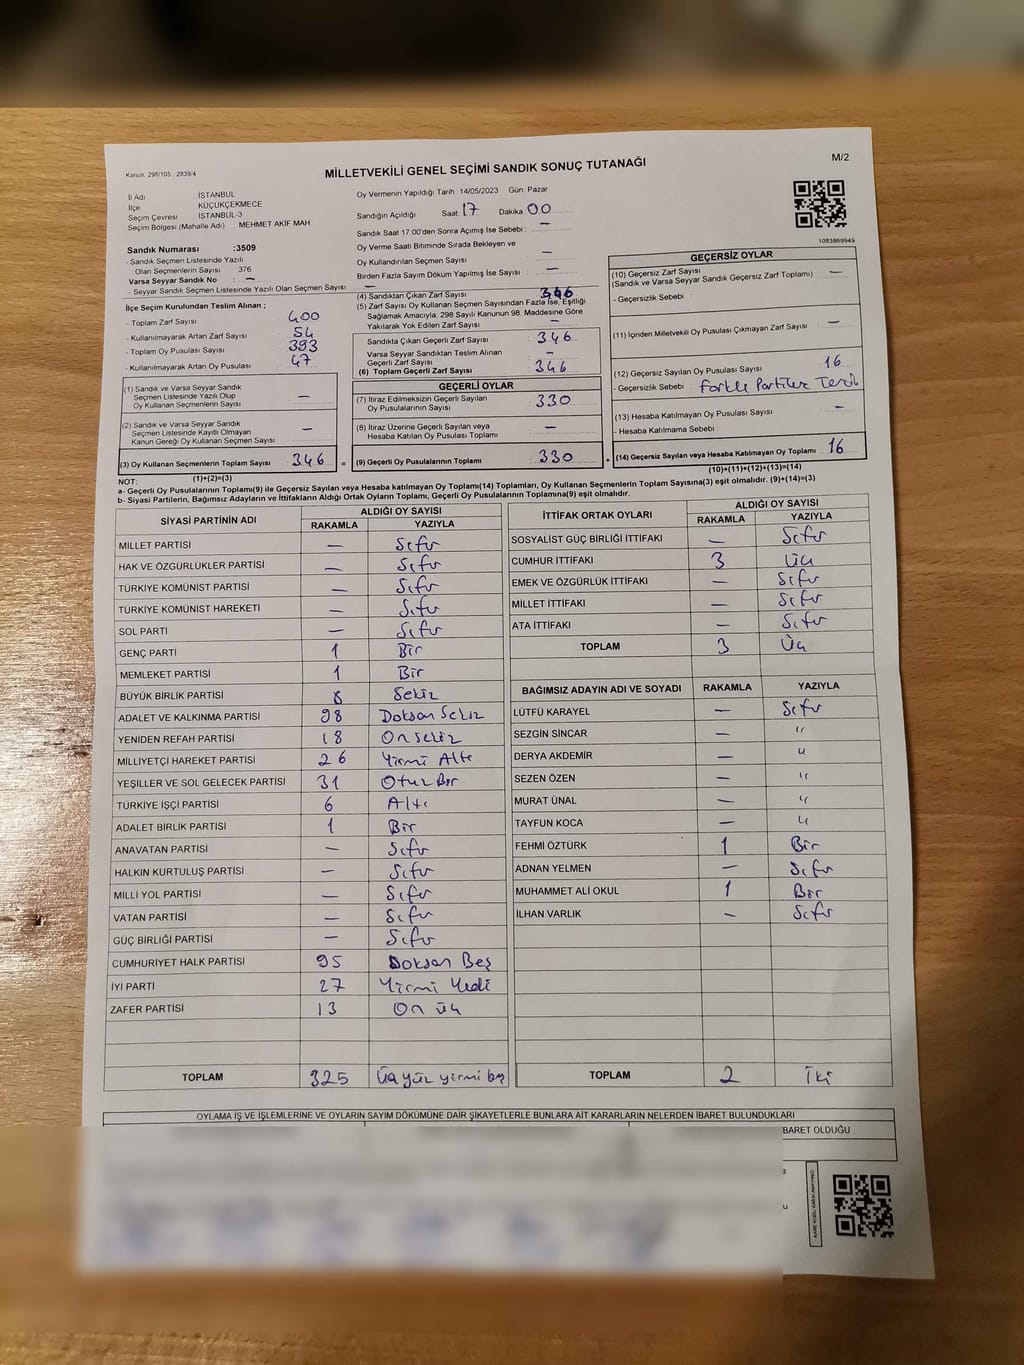 Kanun, 298/105 , 2839/4
MİLLETVEKİLİ GENEL SEÇİMİ SANDIK SONUÇ TUTANAĞI
M/2
İl Adı İSTANBUL
İlçe KÜÇÜKÇEKMECE
Seçim Çevresi İSTANBUL-3
Seçim Bölgesi (Mahalle Adı) MEHMET AKİF MAH
Oy Vermenin Yapıldığı Tarih :14/05/2023 Gün: Pazar
Sandığın Açıldığı Saat: 17 Dakika 00
Sandık Saat 17:00'den Sonra Açımış İse Sebebi : —
Oy Verme Saati Bitiminde Sırada Bekleyen ve
Oy Kullandırılan Seçmen Sayısı —
Birden Fazla Sayım Döküm Yapılmış İse Sayısı : —
1083869949
Sandık Numarası :3509
- Sandık Seçmen Listesinde Yazılı
Olan Seçmenlerin Sayısı 376
Varsa Seyyar Sandık No : —
- Seyyar Sandık Seçmen Listesinde Yazılı Olan Seçmen Sayısı —
İlçe Seçim Kurulundan Teslim Alınan ;
- Toplam Zarf Sayısı : 400
- Kullanılmayarak Artan Zarf Sayısı : 54
- Toplam Oy Pusulası Sayısı : 393
- Kullanılmayarak Artan Oy Pusulası : 47
(1) Sandık ve Varsa Seyyar Sandık
Seçmen Listesinde Yazılı Olup
Oy Kullanan Seçmenlerin Sayısı —
(2) Sandık ve Varsa Seyyar Sandık
Seçmen Listesinde Kayıtlı Olmayan
Kanun Gereği Oy Kullanan Seçmen Sayısı —
(3) Oy Kullanan Seçmenlerin Toplam Sayısı 346
(1)+(2)=(3)
(4) Sandıktan Çıkan Zarf Sayısı 346
(5) Zarf Sayısı Oy Kullanan Seçmen Sayısından Fazla İse, Eşitliği
Sağlamak Amacıyla; 298 Sayılı Kanunun 98. Maddesine Göre
Yakılarak Yok Edilen Zarf Sayısı —
Sandıkta Çıkan Geçerli Zarf Sayısı : 346
Varsa Seyyar Sandıktan Teslim Alınan
Geçerli Zarf Sayısı : —
(6) Toplam Geçerli Zarf Sayısı : 346
GEÇERLİ OYLAR
(7) İtiraz Edilmeksizin Geçerli Sayılan
Oy Pusulalarının Sayısı : 330
(8) İtiraz Üzerine Geçerli Sayılan veya
Hesaba Katılan Oy Pusulası Toplamı : —
= (9) Geçerli Oy Pusulalarının Toplamı : 330
GEÇERSİZ OYLAR
(10) Geçersiz Zarf Sayısı : —
(Sandık ve Varsa Seyyar Sandık Geçersiz Zarf Toplamı)
- Geçersizlik Sebebi :
(11) İçinden Milletvekili Oy Pusulası Çıkmayan Zarf Sayısı : —
(12) Geçersiz Sayılan Oy Pusulası Sayısı : 16
- Geçersizlik Sebebi : Farklı Partiler Tercih
(13) Hesaba Katılmayan Oy Pusulası Sayısı : —
- Hesaba Katılmama Sebebi :
+ (14) Geçersiz Sayılan veya Hesaba Katılmayan Oy Toplamı : 16
(10)+(11)+(12)+(13)=(14)
NOT:
a- Geçerli Oy Pusulalarının Toplamı(9) ile Geçersiz Sayılan veya Hesaba katılmayan Oy Toplamı(14) Toplamları, Oy Kullanan Seçmenlerin Toplam Sayısına(3) eşit olmalıdır. (9)+(14)=(3)
b- Siyasi Partilerin, Bağımsız Adayların ve İttifakların Aldığı Ortak Oyların Toplamı, Geçerli Oy Pusulalarının Toplamına(9) eşit olmalıdır.
SİYASİ PARTİNİN ADI ALDIĞI OY SAYISI
RAKAMLA YAZIYLA
MİLLET PARTİSİ — Sıfır
HAK VE ÖZGÜRLÜKLER PARTİSİ — Sıfır
TÜRKİYE KOMÜNİST PARTİSİ — Sıfır
TÜRKİYE KOMÜNİST HAREKETİ — Sıfır
SOL PARTİ — Sıfır
GENÇ PARTİ 1 Bir
MEMLEKET PARTİSİ 1 Bir
BÜYÜK BİRLİK PARTİSİ 8 Sekiz
ADALET VE KALKINMA PARTİSİ 98 Doksan Sekiz
YENİDEN REFAH PARTİSİ 18 On Sekiz
MİLLİYETÇİ HAREKET PARTİSİ 26 Yirmi Altı
YEŞİLLER VE SOL GELECEK PARTİSİ 31 Otuz Bir
TÜRKİYE İŞÇİ PARTİSİ 6 Altı
ADALET BİRLİK PARTİSİ 1 Bir
ANAVATAN PARTİSİ — Sıfır
HALKIN KURTULUŞ PARTİSİ — Sıfır
MİLLİ YOL PARTİSİ — Sıfır
VATAN PARTİSİ — Sıfır
GÜÇ BİRLİĞİ PARTİSİ — Sıfır
CUMHURİYET HALK PARTİSİ 95 Doksan Beş
İYİ PARTİ 27 Yirmi Yedi
ZAFER PARTİSİ 13 On üç
TOPLAM 325 Üç yüz yirmi beş
İTTİFAK ORTAK OYLARI ALDIĞI OY SAYISI
RAKAMLA YAZIYLA
SOSYALİST GÜÇ BİRLİĞİ İTTİFAKI — Sıfır
CUMHUR İTTİFAKI 3 Üç
EMEK VE ÖZGÜRLÜK İTTİFAKI — Sıfır
MİLLET İTTİFAKI — Sıfır
ATA İTTİFAKI — Sıfır
TOPLAM 3 Üç
BAĞIMSIZ ADAYIN ADI VE SOYADI RAKAMLA YAZIYLA
LÜTFÜ KARAYEL — Sıfır
SEZGİN SİNCAR — "
DERYA AKDEMİR — "
SEZEN ÖZEN — "
MURAT ÜNAL — "
TAYFUN KOCA — "
FEHMİ ÖZTÜRK 1 Bir
ADNAN YELMEN — Sıfır
MUHAMMET ALİ OKUL 1 Bir
İLHAN VARLIK — Sıfır
TOPLAM 2 İki
OYLAMA İŞ VE İŞLEMLERİNE VE OYLARIN SAYIM DÖKÜMÜNE DAİR ŞİKAYETLERLE BUNLARA AİT KARARLARIN NELERDEN İBARET BULUNDUKLARI
BARET OLDUĞU